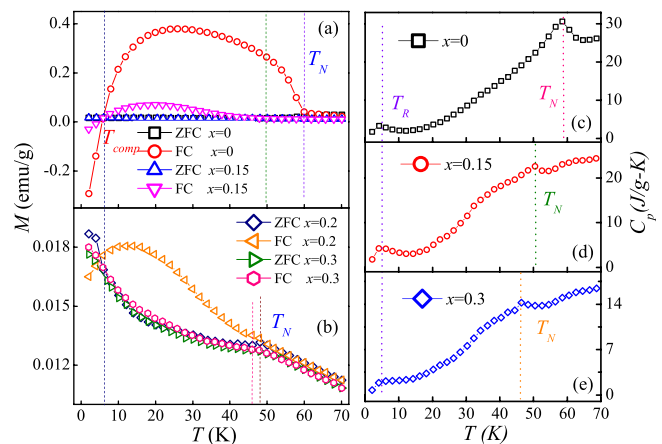 (a)
0.4
0.2
0.0
-0.2
T_N
T_comp
ZFC x=0
FC x=0
ZFC x=0.15
FC x=0.15
M (emu/g)
0.018
0.015
0.012
ZFC x=0.2
FC x=0.2
ZFC x=0.3
FC x=0.3
(b)
T_N
0 10 20 30 40 50 60 70
T (K)
x=0
T_R
T_N
(c)
30
20
10
0
x=0.15
T_N
(d)
20
0
C_p (J/g-K)
x=0.3
T_N
(e)
14
7
0
0 10 20 30 40 50 60 70
T (K)